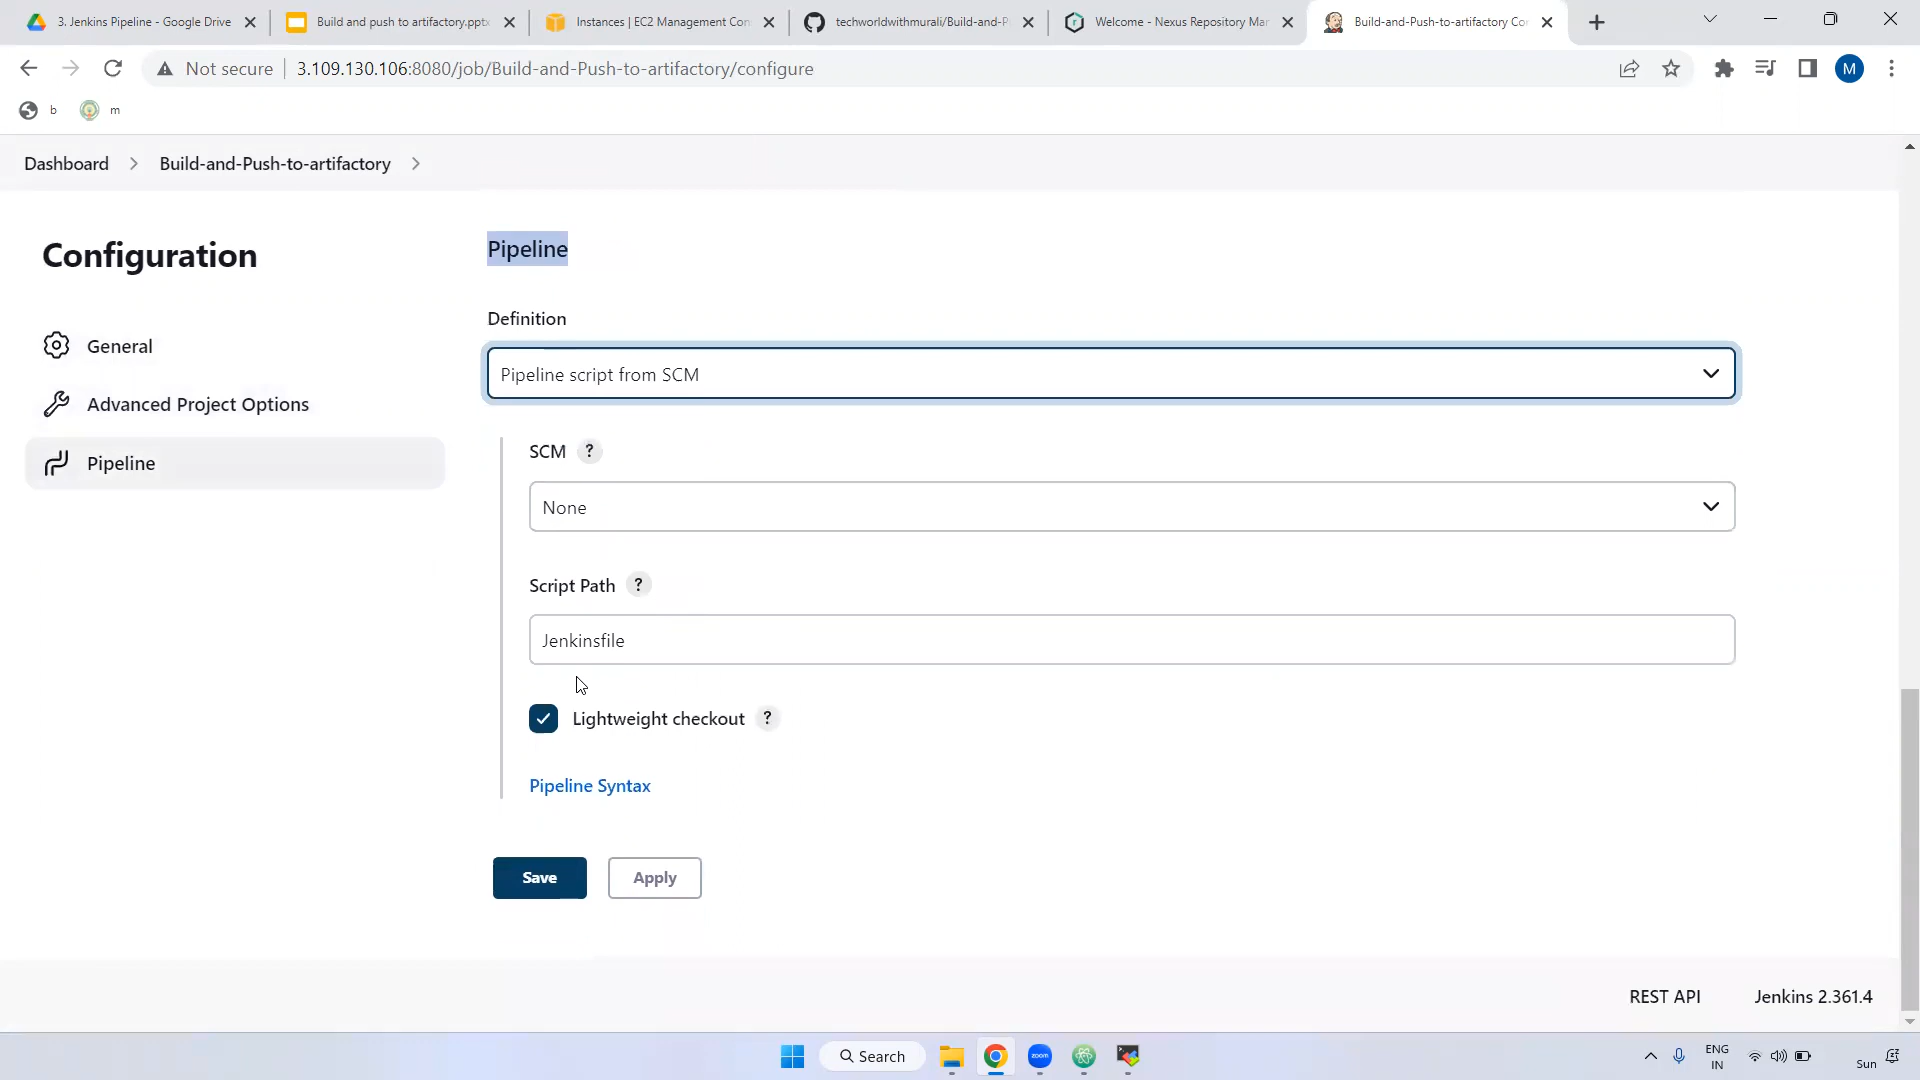 3. Jenkins Pipeline - Google Drive
Build and push to artifactory.pptx
Instances | EC2 Management Con
techworldwithmurali/Build-and-P
Welcome - Nexus Repository Mar
Build-and-Push-to-artifactory Co
Not secure
3.109.130.106:8080/job/Build-and-Push-to-artifactory/configure
M
b
m
Dashboard
Build-and-Push-to-artifactory
Configuration
General
Advanced Project Options
Pipeline
Pipeline
Definition
Pipeline script from SCM
SCM ?
None
Script Path ?
Jenkinsfile
Lightweight checkout ?
Pipeline Syntax
Save
Apply
REST API
Jenkins 2.361.4
Search
zoom
ENG
IN
Sun